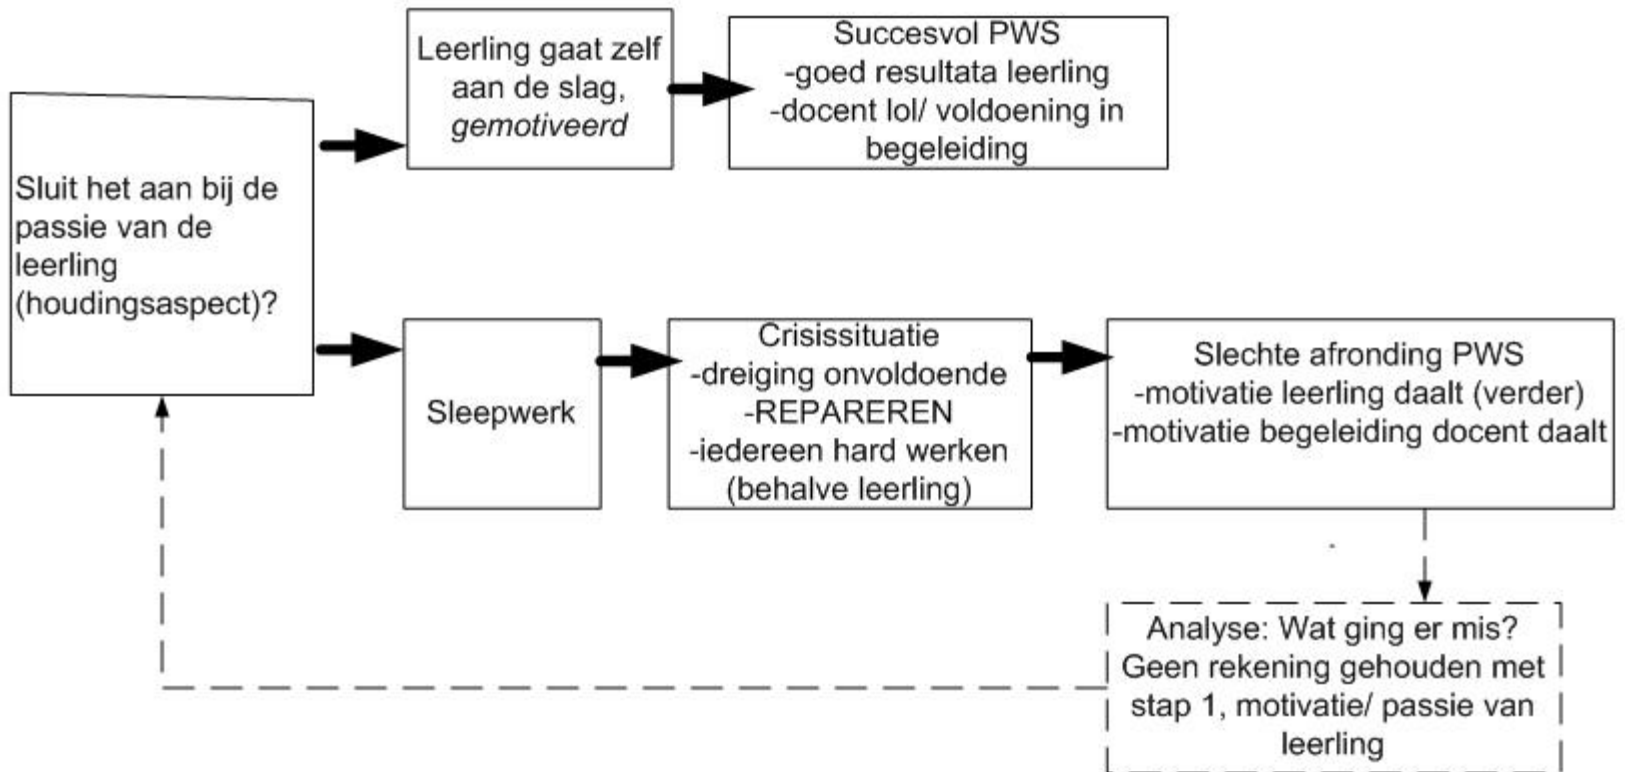 Sluit het aan bij de
passie van de
leerling
(houdingsaspect)?
Leerling gaat zelf
aan de slag,
gemotiveerd
Succesvol PWS
-goed resultata leerling
-docent lol/ voldoening in
begeleiding
Sleepwerk
Crisissituatie
-dreiging onvoldoende
-REPAREREN
-iedereen hard werken
(behalve leerling)
Slechte afronding PWS
-motivatie leerling daalt (verder)
-motivatie begeleiding docent daalt
Analyse: Wat ging er mis?
Geen rekening gehouden met
stap 1, motivatie/ passie van
leerling